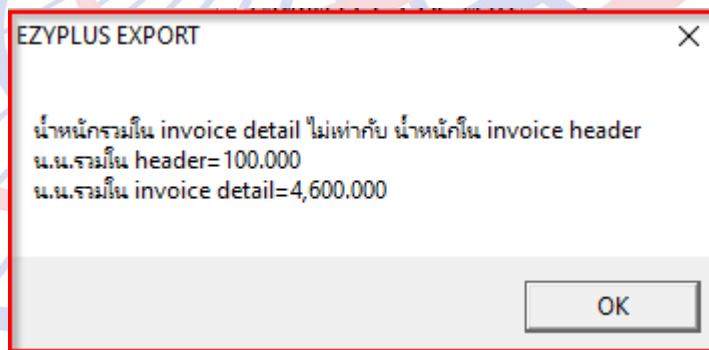 EZYPLUS EXPORT
น้ำหนักรวมใน invoice detail ไม่เท่ากับ น้ำหนักใน invoice header
น.น.รวมใน header=100.000
น.น.รวมใน invoice detail=4,600.000
OK